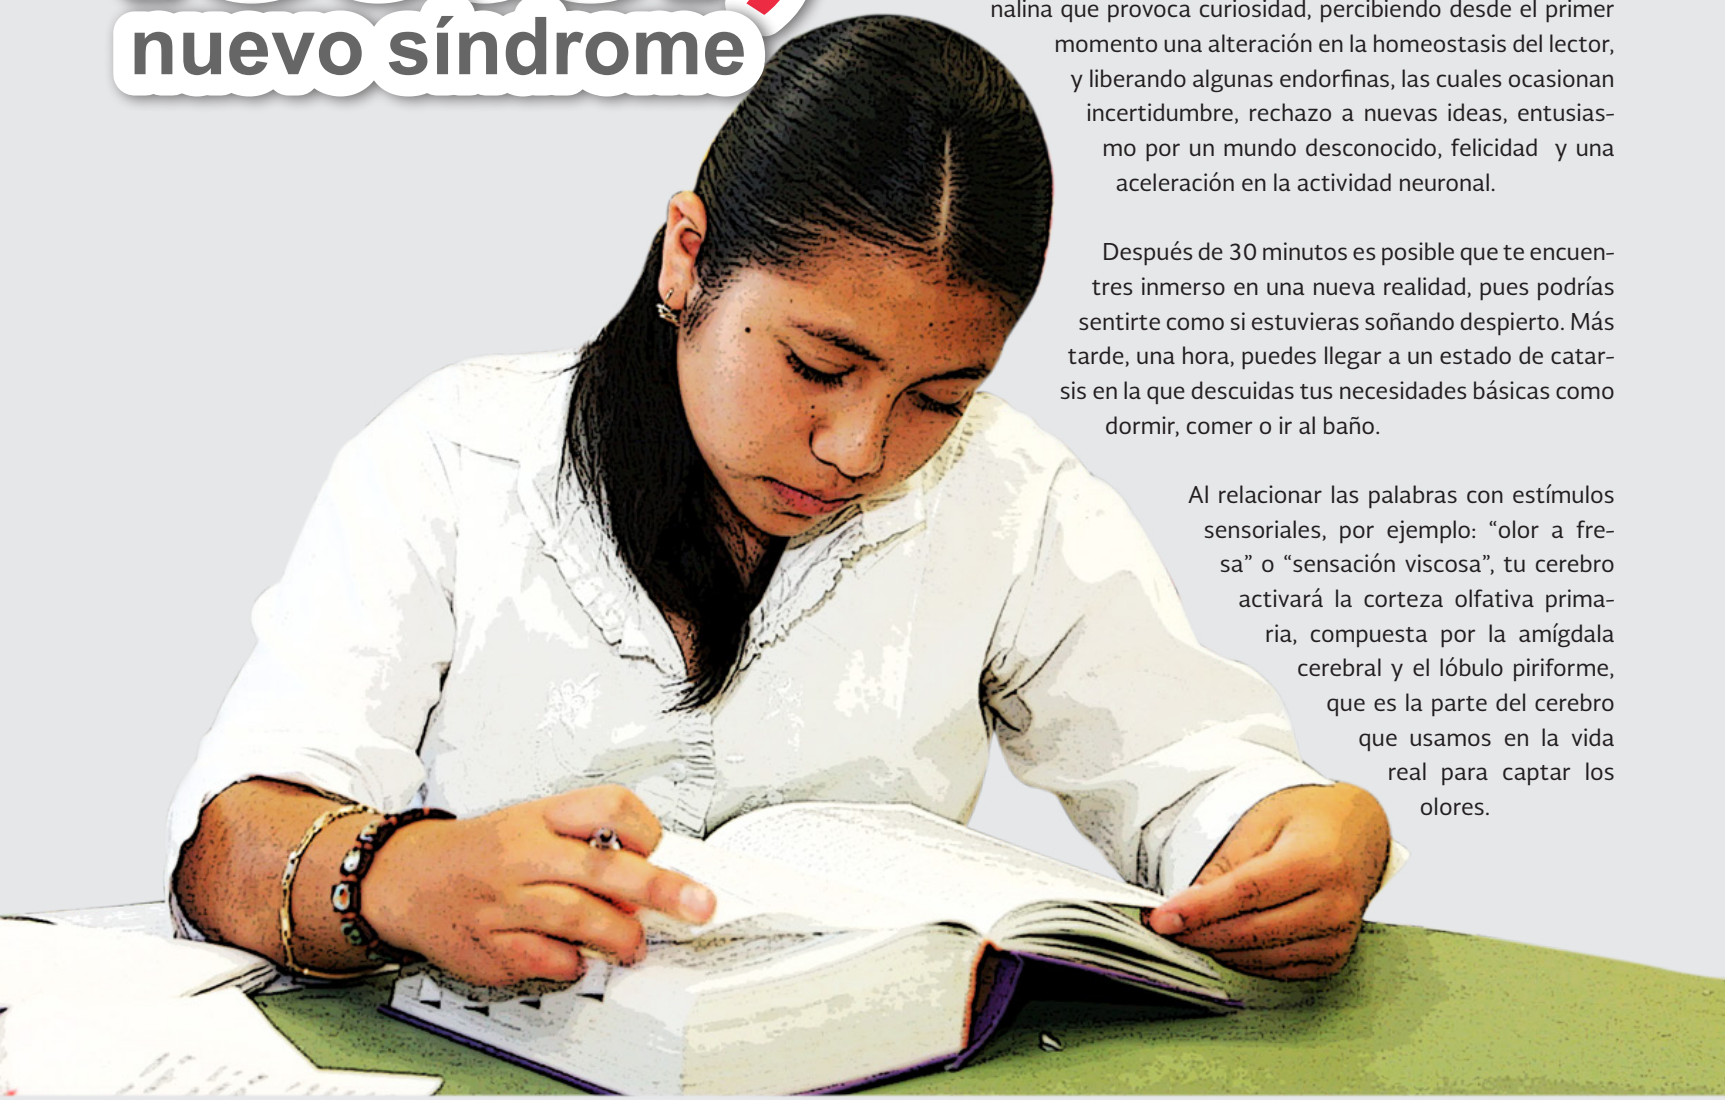 nuevo síndrome
nalina que provoca curiosidad, percibiendo desde el primer
momento una alteración en la homeostasis del lector,
y liberando algunas endorfinas, las cuales ocasionan
incertidumbre, rechazo a nuevas ideas, entusias-
mo por un mundo desconocido, felicidad y una
aceleración en la actividad neuronal.
Después de 30 minutos es posible que te encuen-
tres inmerso en una nueva realidad, pues podrías
sentirte como si estuvieras soñando despierto. Más
tarde, una hora, puedes llegar a un estado de catar-
sis en la que descuidas tus necesidades básicas como
dormir, comer o ir al baño.
Al relacionar las palabras con estímulos
sensoriales, por ejemplo: “olor a fre-
sa” o “sensación viscosa”, tu cerebro
activará la corteza olfativa prima-
ria, compuesta por la amígdala
cerebral y el lóbulo piriforme,
que es la parte del cerebro
que usamos en la vida
real para captar los
olores.